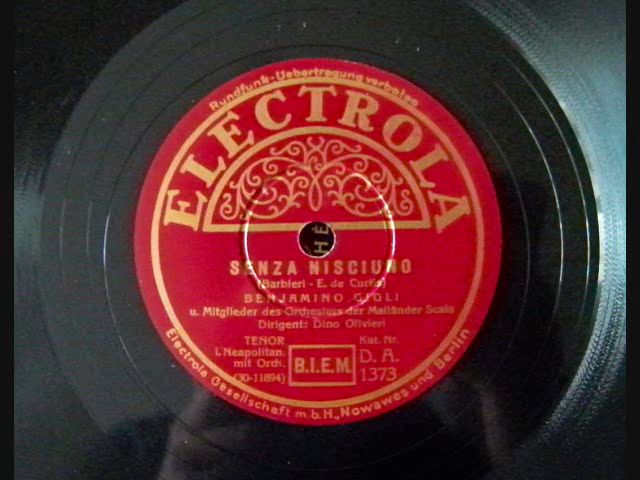 Rundfunk-Uebertragung verboten
ELECTROLA
HE
SENZA NISCIUNO
(Barbieri - E. de Curtis)
BENJAMINO GIGLI
u. Mitglieder des Orchesters der Mailänder Scala
Dirigent: Dino Olivieri
TENOR
i. Neapolitan.
mit Orch.
(30-11894)
B.I.E.M.
Kat. Nr.
D. A.
1373
Electrola Gesellschaft m.b.H., Nowawes und Berlin